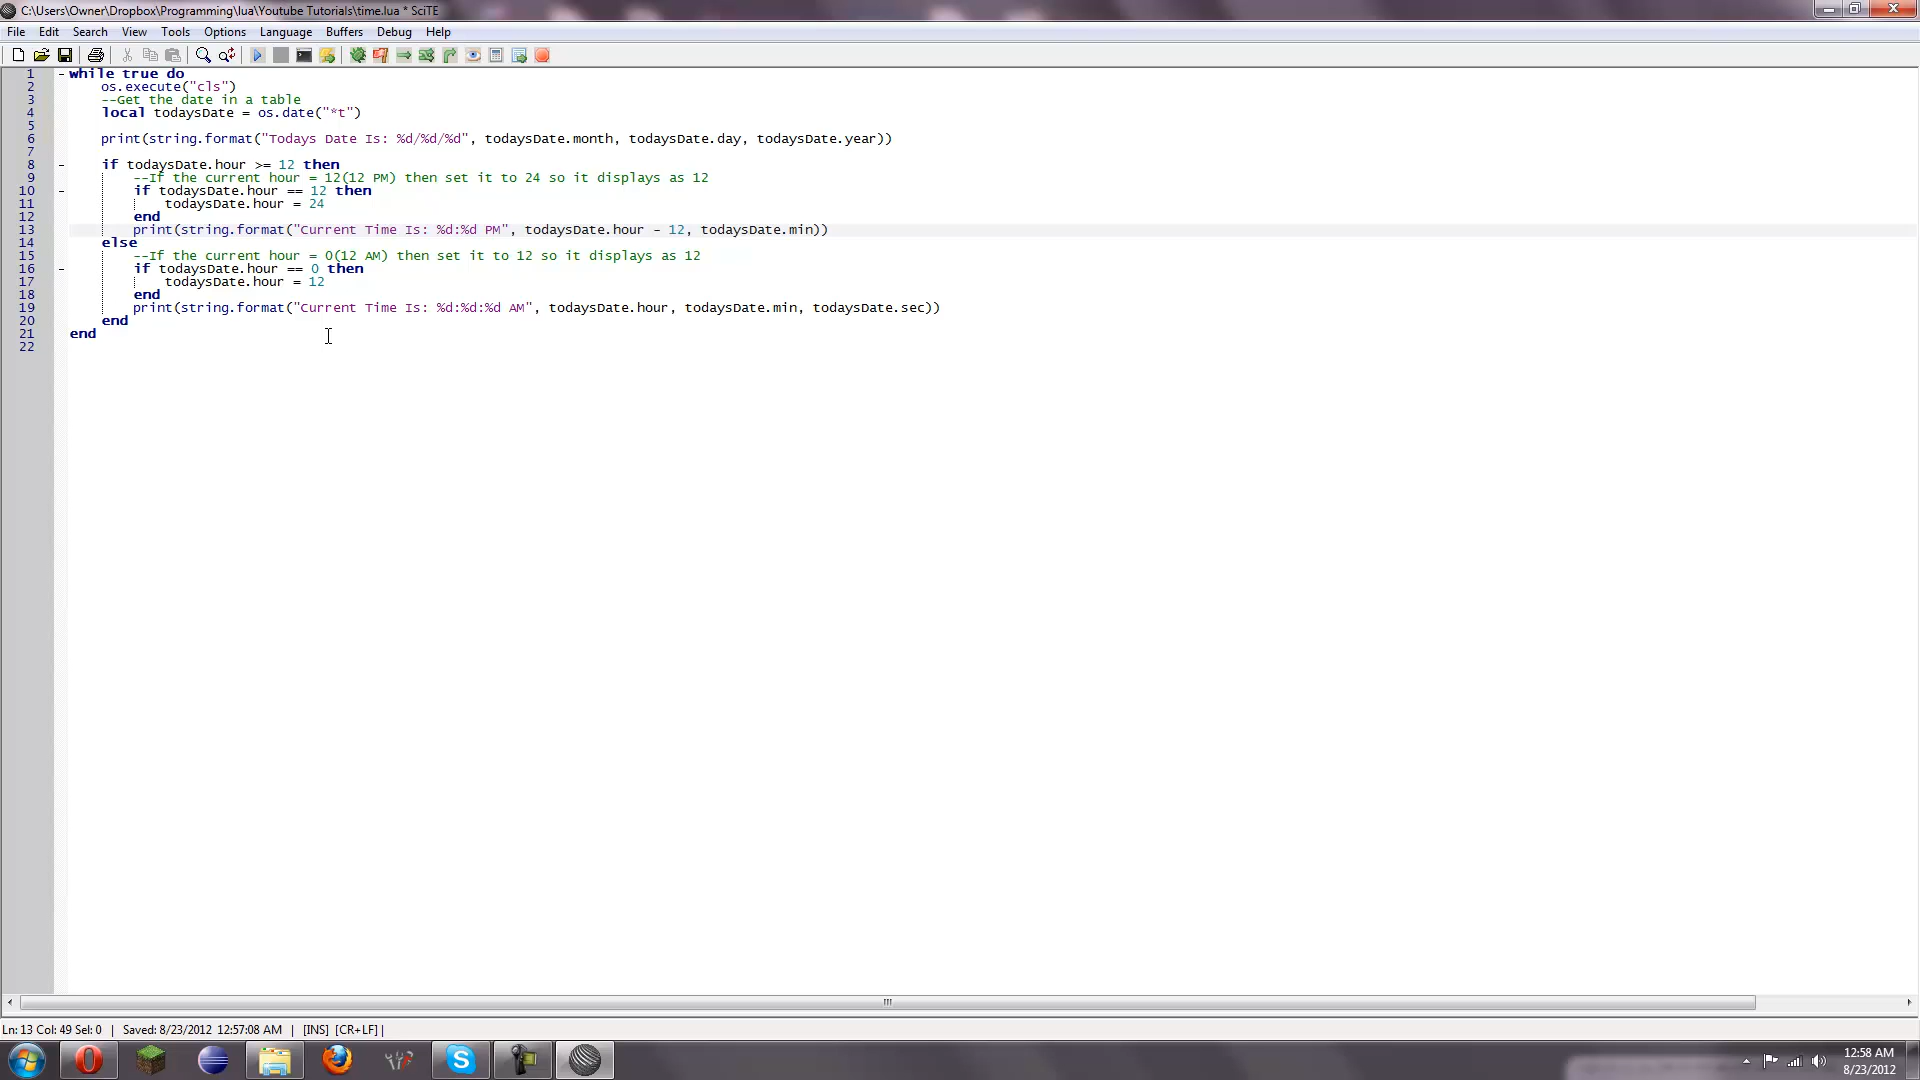 C:\Users\Owner\Dropbox\Programming\lua\Youtube Tutorials\time.lua * SciTE
File Edit Search View Tools Options Language Buffers Debug Help
1 while true do
2 os.execute("cls")
3 --Get the date in a table
4 local todaysDate = os.date("*t")
5
6 print(string.format("Todays Date Is: %d/%d/%d", todaysDate.month, todaysDate.day, todaysDate.year))
7
8 if todaysDate.hour >= 12 then
9 --If the current hour = 12(12 PM) then set it to 24 so it displays as 12
10 if todaysDate.hour == 12 then
11 todaysDate.hour = 24
12 end
13 print(string.format("Current Time Is: %d:%d PM", todaysDate.hour - 12, todaysDate.min))
14 else
15 --If the current hour = 0(12 AM) then set it to 12 so it displays as 12
16 if todaysDate.hour == 0 then
17 todaysDate.hour = 12
18 end
19 print(string.format("Current Time Is: %d:%d:%d AM", todaysDate.hour, todaysDate.min, todaysDate.sec))
20 end
21 end
22
Ln: 13 Col: 49 Sel: 0 | Saved: 8/23/2012 12:57:08 AM | [INS] [CR+LF] |
12:58 AM
8/23/2012